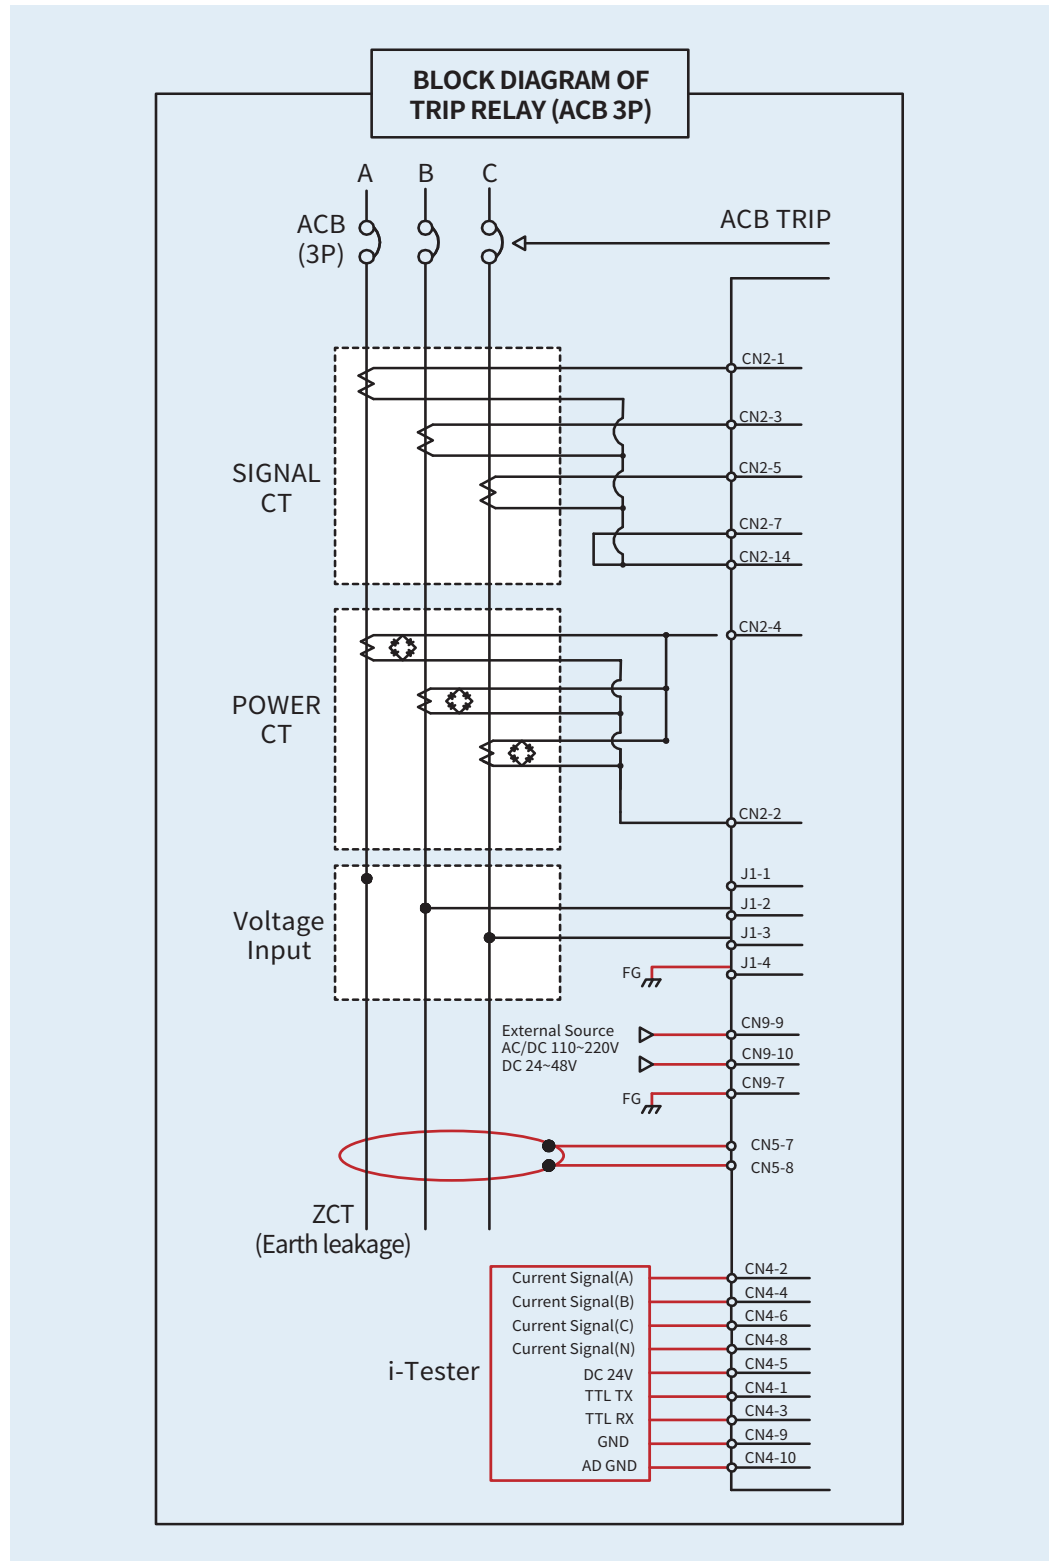 BLOCK DIAGRAM OF
TRIP RELAY (ACB 3P)
A B C
ACB
(3P)
ACB TRIP
CN2-1
CN2-3
CN2-5
CN2-7
CN2-14
SIGNAL
CT
CN2-4
POWER
CT
CN2-2
J1-1
J1-2
J1-3
J1-4
Voltage
Input
FG
External Source
AC/DC 110~220V
DC 24~48V
CN9-9
CN9-10
CN9-7
FG
CN5-7
CN5-8
ZCT
(Earth leakage)
i-Tester
Current Signal(A) CN4-2
Current Signal(B) CN4-4
Current Signal(C) CN4-6
Current Signal(N) CN4-8
DC 24V CN4-5
TTL TX CN4-1
TTL RX CN4-3
GND CN4-9
AD GND CN4-10